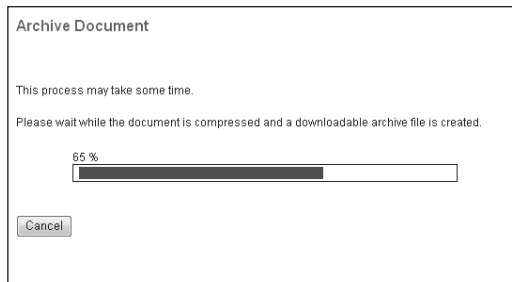 Archive Document
This process may take some time.
Please wait while the document is compressed and a downloadable archive file is created.
65 %
Cancel